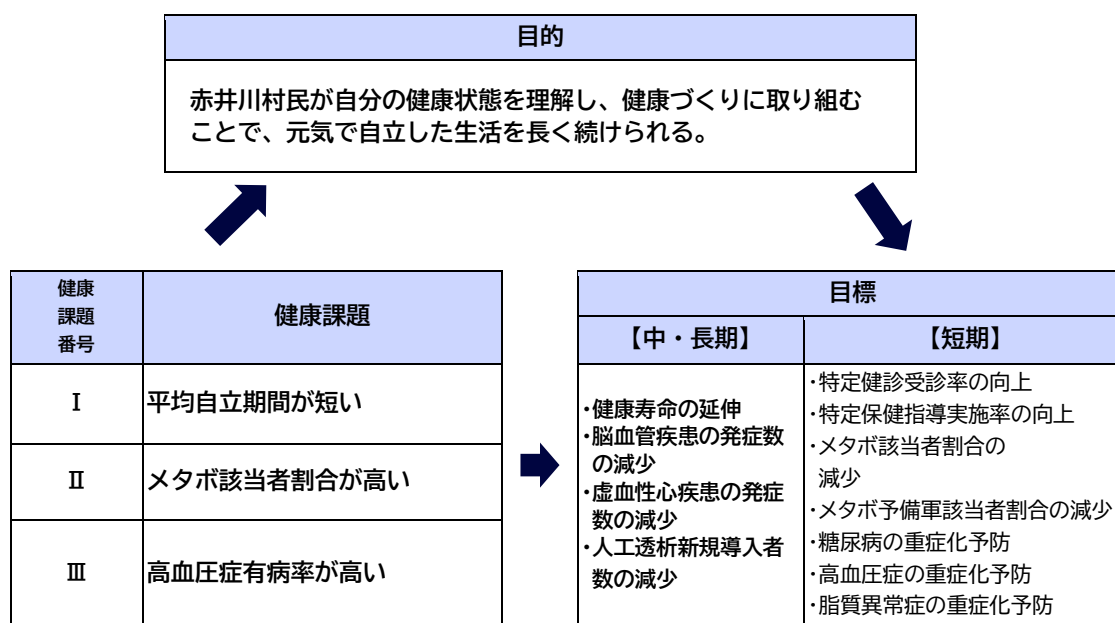 目的
赤井川村民が自分の健康状態を理解し、健康づくりに取り組む
ことで、元気で自立した生活を長く続けられる。
健康
課題
番号
健康課題
Ⅰ
平均自立期間が短い
Ⅱ
メタボ該当者割合が高い
Ⅲ
高血圧症有病率が高い
目標
【中・長期】
【短期】
・健康寿命の延伸
・脳血管疾患の発症数
の減少
・虚血性心疾患の発症
数の減少
・人工透析新規導入者
数の減少
・特定健診受診率の向上
・特定保健指導実施率の向上
・メタボ該当者割合の
減少
・メタボ予備軍該当者割合の減少
・糖尿病の重症化予防
・高血圧症の重症化予防
・脂質異常症の重症化予防